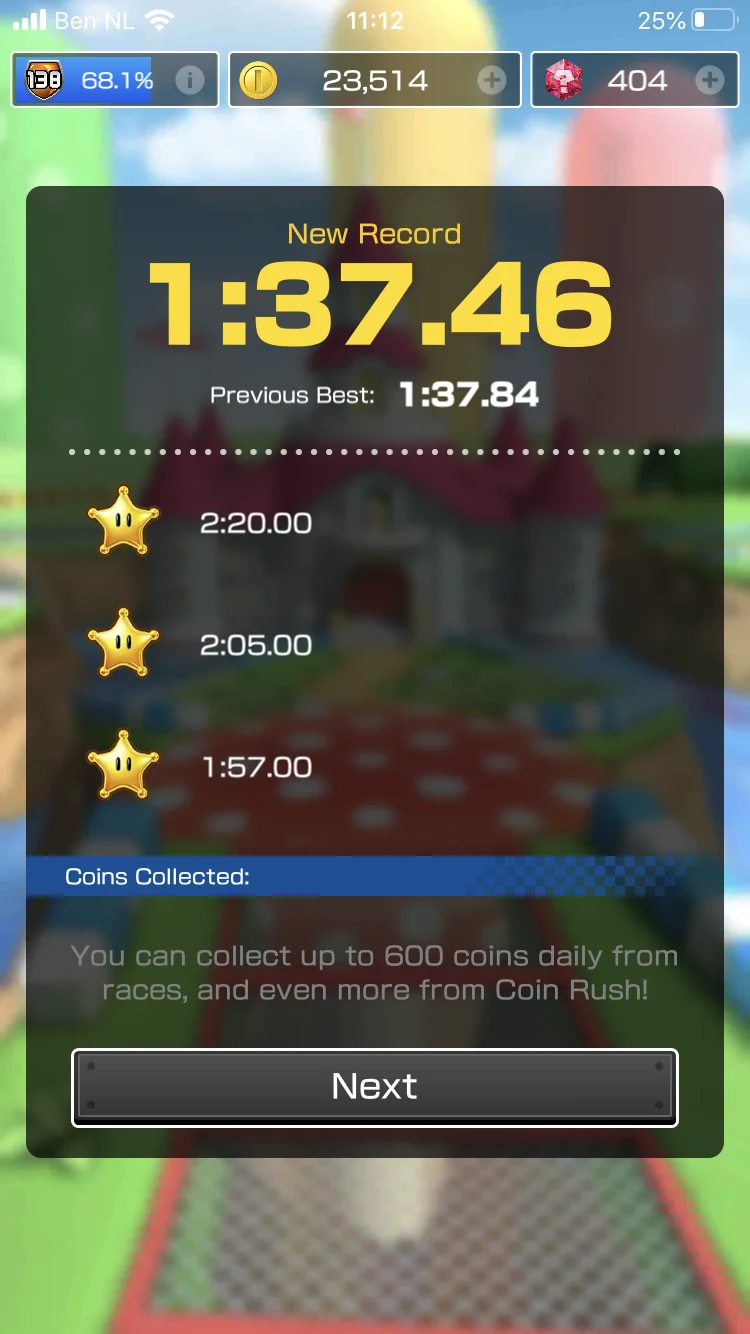 Ben NL 11:12 25%
138 68.1% i 23,514 + ? 404 +
New Record
1:37.46
Previous Best: 1:37.84
2:20.00
2:05.00
1:57.00
Coins Collected:
You can collect up to 600 coins daily from
races, and even more from Coin Rush!
Next